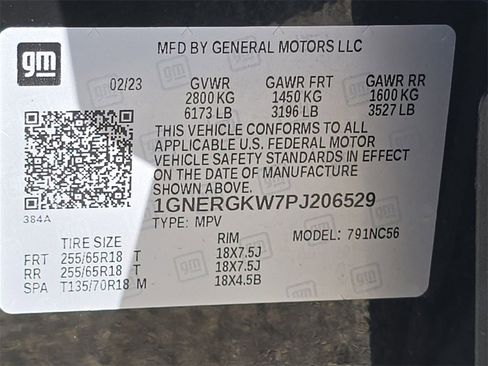 gm
MFD BY GENERAL MOTORS LLC
02/23 GVWR GAWR FRT GAWR RR
2800 KG 1450 KG 1600 KG
6173 LB 3196 LB 3527 LB
THIS VEHICLE CONFORMS TO ALL
APPLICABLE U.S. FEDERAL MOTOR
VEHICLE SAFETY STANDARDS IN EFFECT
ON THE DATE OF MANUFACTURE
SHOWN ABOVE.
384A
1GNERGKW7PJ206529
TYPE: MPV
TIRE SIZE RIM MODEL: 791NC56
FRT 255/65R18 T 18X7.5J
RR 255/65R18 T 18X7.5J
SPA T135/70R18 M 18X4.5B